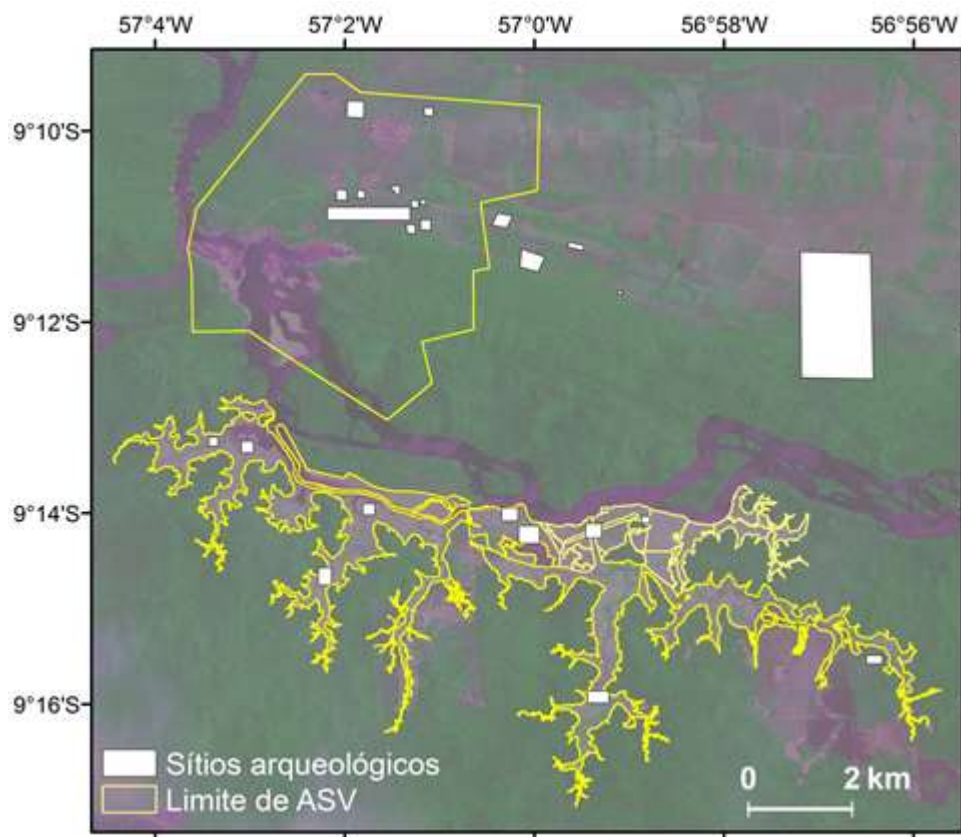 57°4'W 57°2'W 57°0'W 56°58'W 56°56'W
9°10'S
9°12'S
9°14'S
9°16'S
Sítios arqueológicos
Limite de ASV
0 2 km